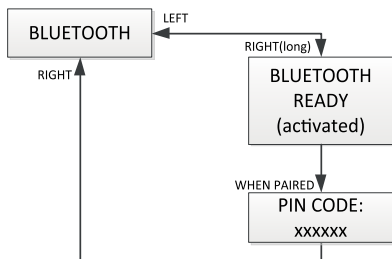 LEFT
BLUETOOTH
RIGHT(long)
RIGHT
BLUETOOTH
READY
(activated)
WHEN PAIRED
PIN CODE:
xxxxxx